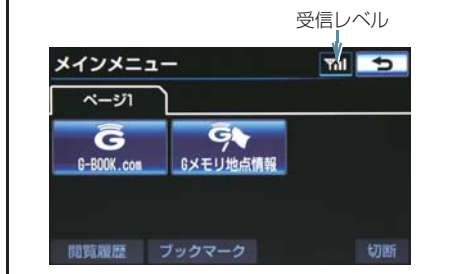 受信レベル
メインメニュー
ページ1
G-BOOK.com
Gメモリ地点情報
閲覧履歴 ブックマーク 切断